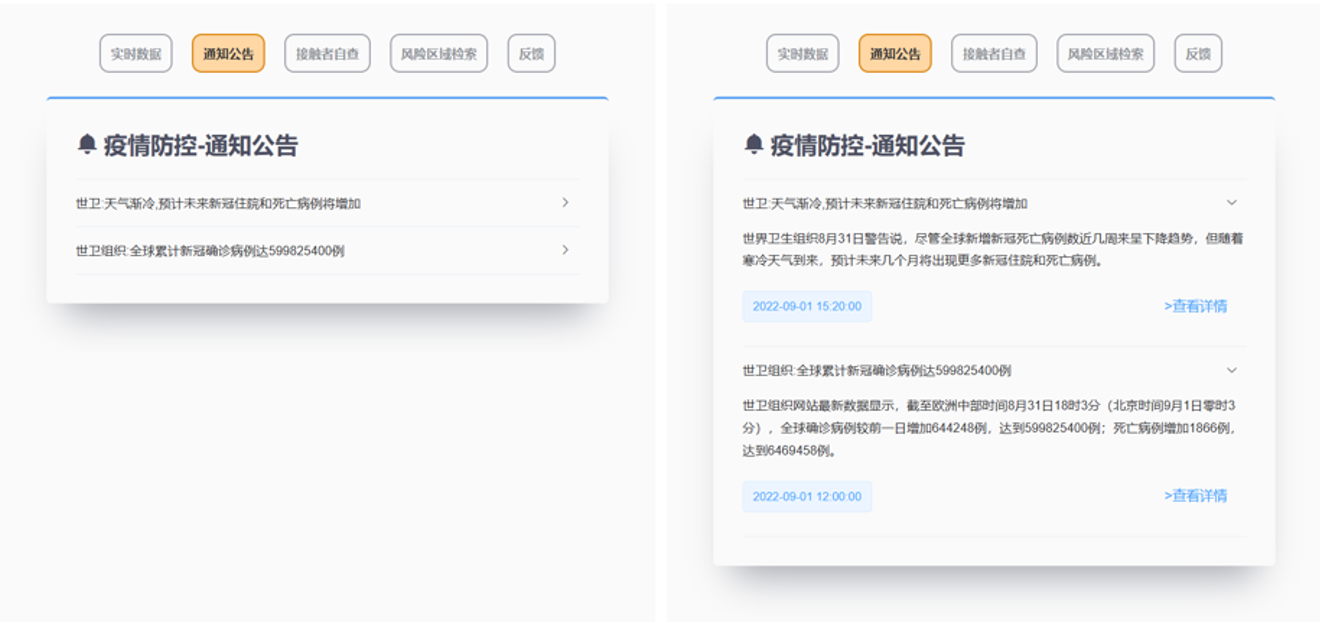 实时数据 通知公告 接触者自查 风险区域检索 反馈
疫情防控-通知公告
世卫:天气渐冷,预计未来新冠住院和死亡病例将增加
世卫组织:全球累计新冠确诊病例达599825400例
实时数据 通知公告 接触者自查 风险区域检索 反馈
疫情防控-通知公告
世卫:天气渐冷,预计未来新冠住院和死亡病例将增加
世界卫生组织8月31日警告说，尽管全球新增新冠死亡病例数近几周来呈下降趋势，但随着
寒冷天气到来，预计未来几个月将出现更多新冠住院和死亡病例。
2022-09-01 15:20:00 >查看详情
世卫组织:全球累计新冠确诊病例达599825400例
世卫组织网站最新数据显示，截至欧洲中部时间8月31日18时3分（北京时间9月1日零时3
分），全球确诊病例较前一日增加644248例，达到599825400例；死亡病例增加1866例，
达到6469458例。
2022-09-01 12:00:00 >查看详情